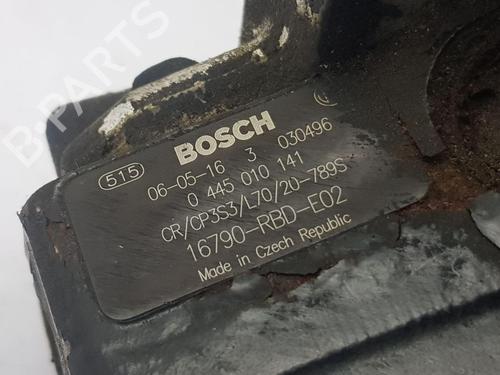 B-PARTS
BOSCH
515
06-05-16 3 030496
0 445 010 141
CR/CP3S3/L70/20-789S
16790-RBD-E02
Made in Czech Republic